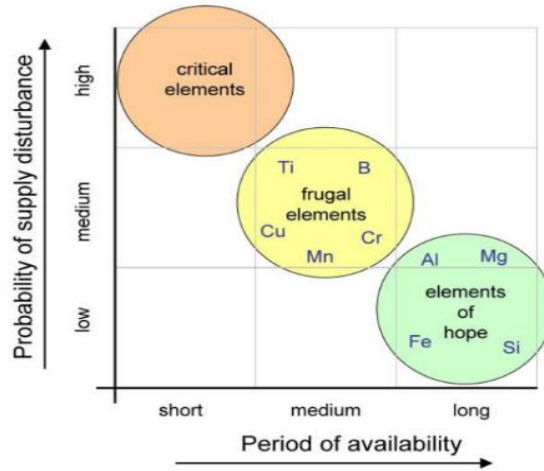 Probability of supply disturbance
high
medium
low
critical
elements
Ti B
frugal
elements
Cu Cr
Mn
Al Mg
elements
of
hope
Fe Si
short medium long
Period of availability